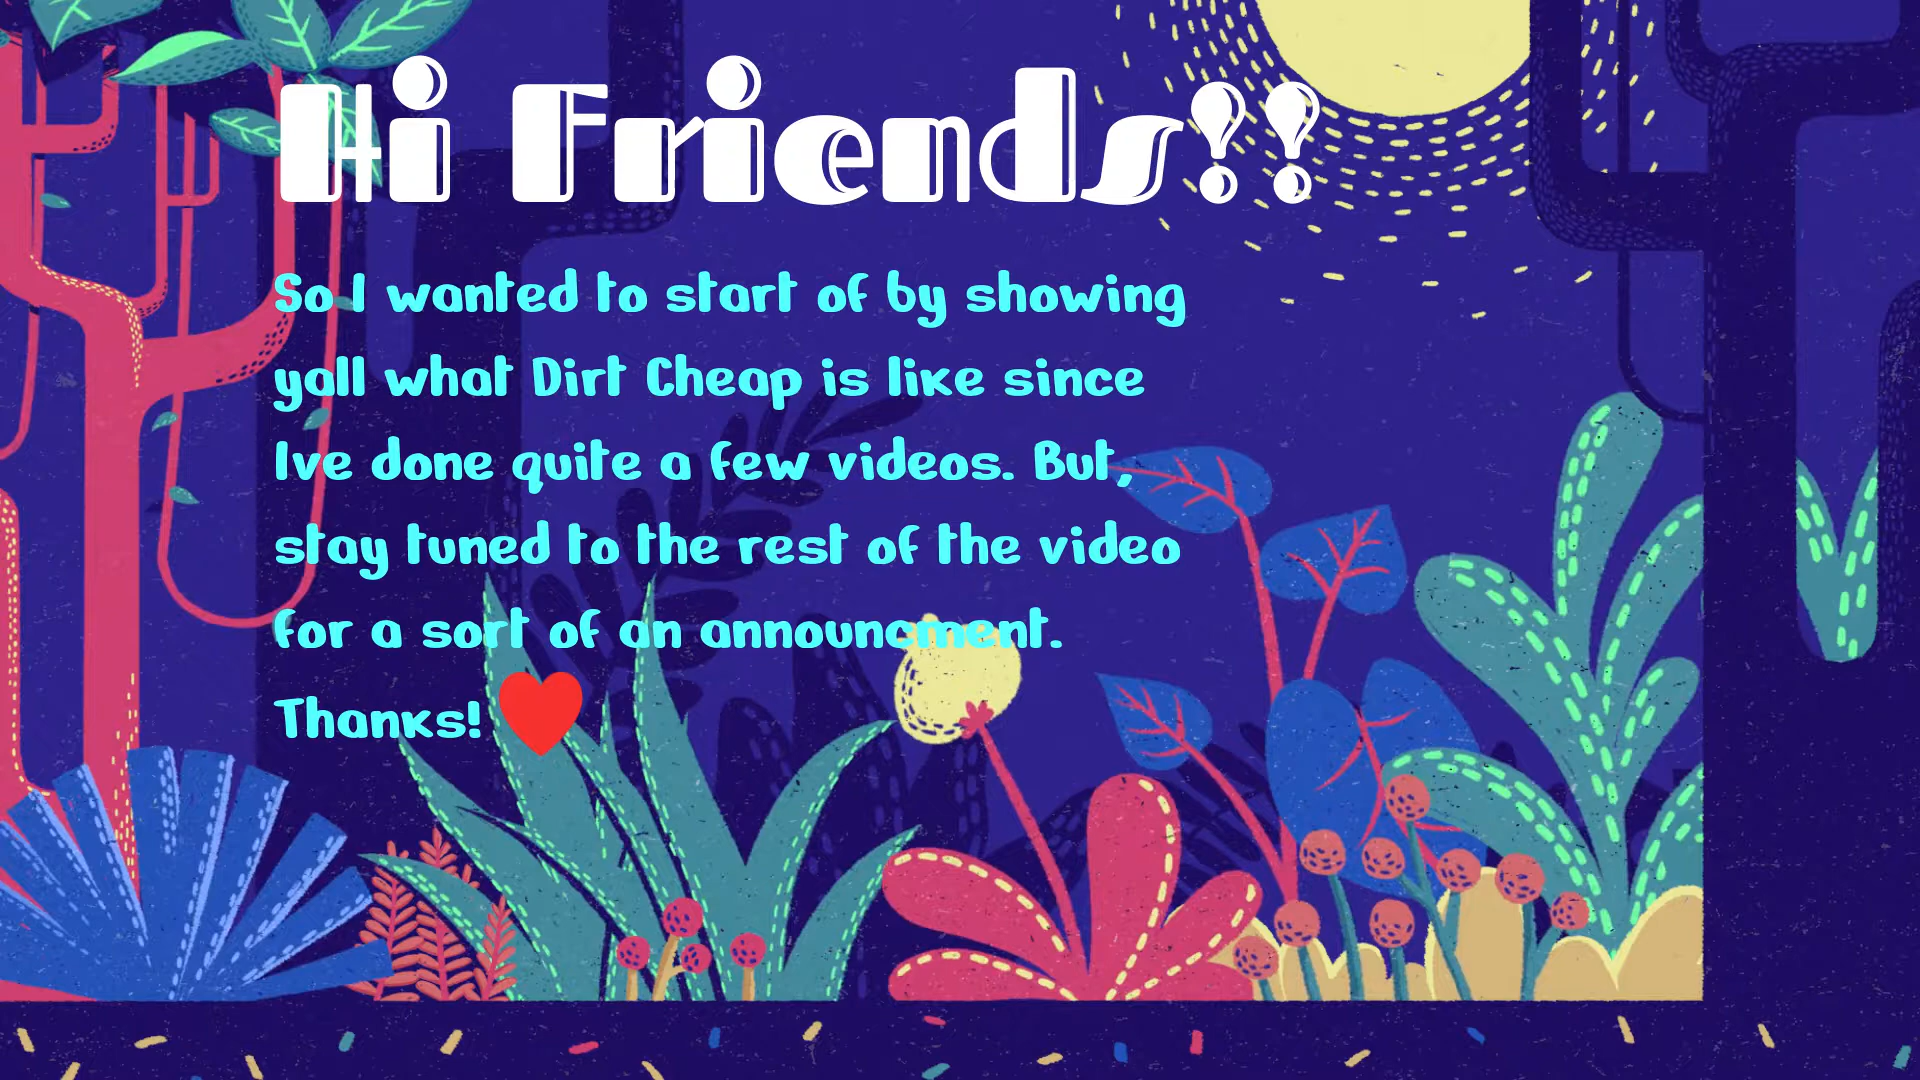 Hi Friends!!
So I wanted to start of by showing
yall what Dirt Cheap is like since
Ive done quite a few videos. But,
stay tuned to the rest of the video
for a sort of an announcment.
Thanks! ❤